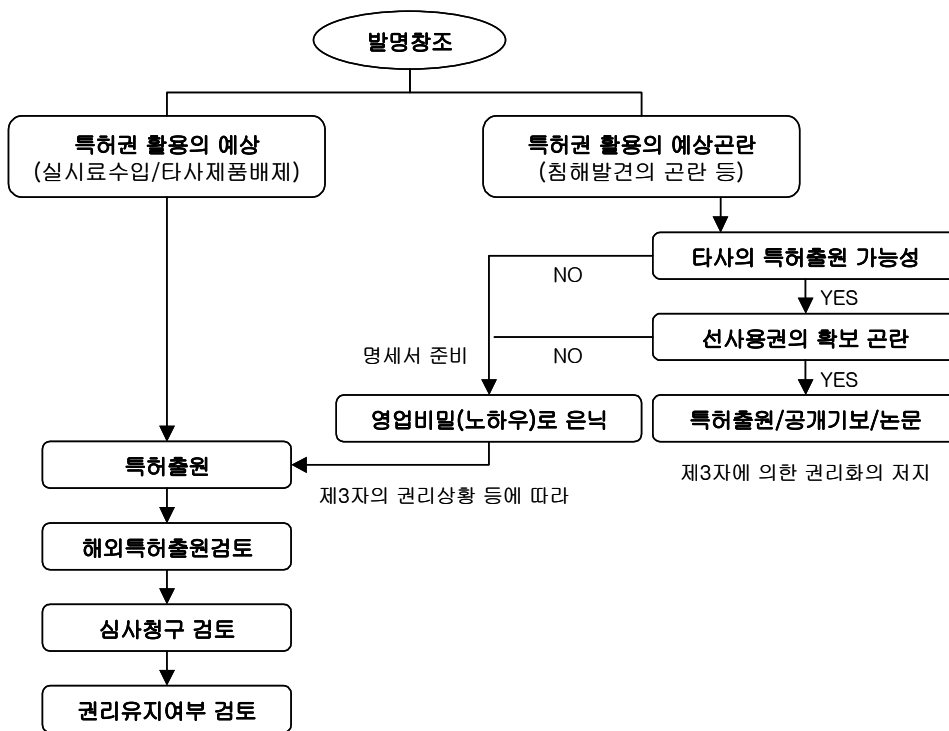 발명창조
특허권 활용의 예상
(실시료수입/타사제품배제)
특허권 활용의 예상곤란
(침해발견의 곤란 등)
타사의 특허출원 가능성
NO
YES
선사용권의 확보 곤란
명세서 준비
NO
YES
영업비밀(노하우)로 은닉
특허출원/공개기보/논문
특허출원
제3자에 의한 권리화의 저지
제3자의 권리상황 등에 따라
해외특허출원검토
심사청구 검토
권리유지여부 검토